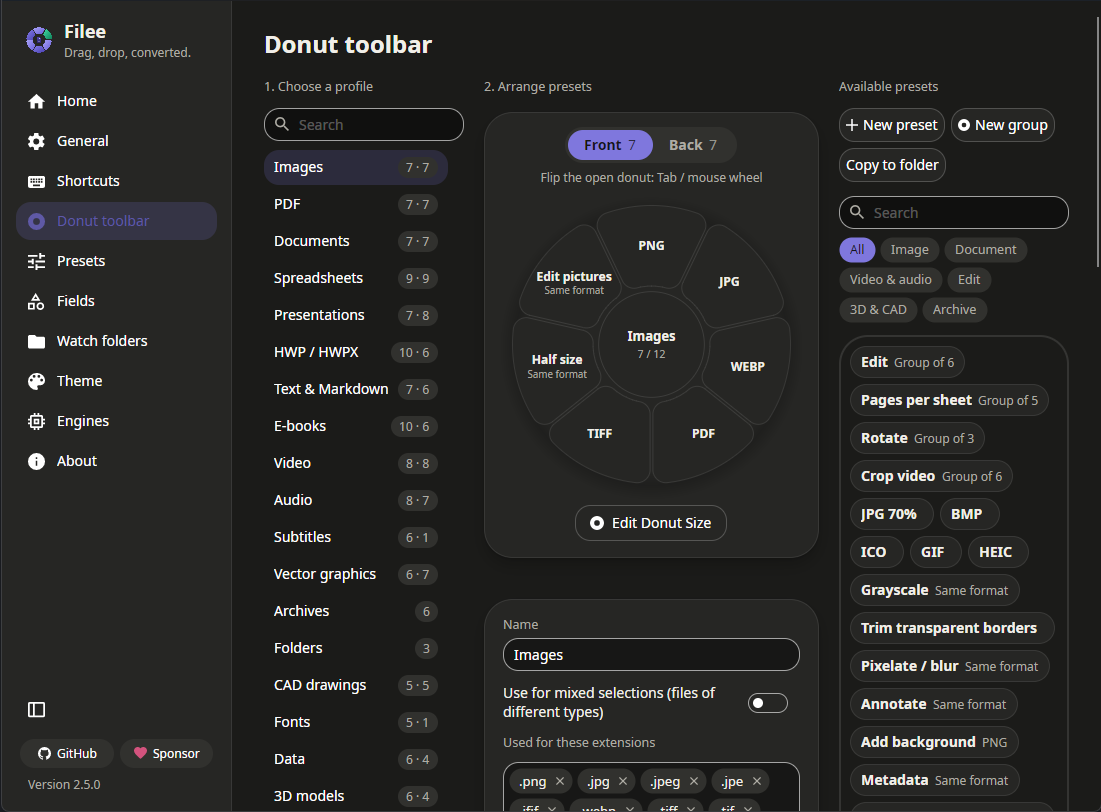 Filee
Drag, drop, converted.
Home
General
Shortcuts
Donut toolbar
Presets
Fields
Watch folders
Theme
Engines
About
GitHub
Sponsor
Version 2.5.0
Donut toolbar
1. Choose a profile
Search
Images 7 · 7
PDF 7 · 7
Documents 7 · 7
Spreadsheets 9 · 9
Presentations 7 · 8
HWP / HWPX 10 · 6
Text & Markdown 7 · 6
E-books 10 · 6
Video 8 · 8
Audio 8 · 7
Subtitles 6 · 1
Vector graphics 6 · 7
Archives 6
Folders 3
CAD drawings 5 · 5
Fonts 5 · 1
Data 6 · 4
3D models 6 · 4
2. Arrange presets
Front 7 Back 7
Flip the open donut: Tab / mouse wheel
PNG
JPG
WEBP
PDF
TIFF
Half size
Same format
Edit pictures
Same format
Images
7 / 12
Edit Donut Size
Name
Images
Use for mixed selections (files of
different types)
Used for these extensions
.png .jpg .jpeg .jpe
.jfif .webp .tiff .tif
Available presets
New preset New group
Copy to folder
Search
All Image Document
Video & audio Edit
3D & CAD Archive
Edit Group of 6
Pages per sheet Group of 5
Rotate Group of 3
Crop video Group of 6
JPG 70% BMP
ICO GIF HEIC
Grayscale Same format
Trim transparent borders
Pixelate / blur Same format
Annotate Same format
Add background PNG
Metadata Same format